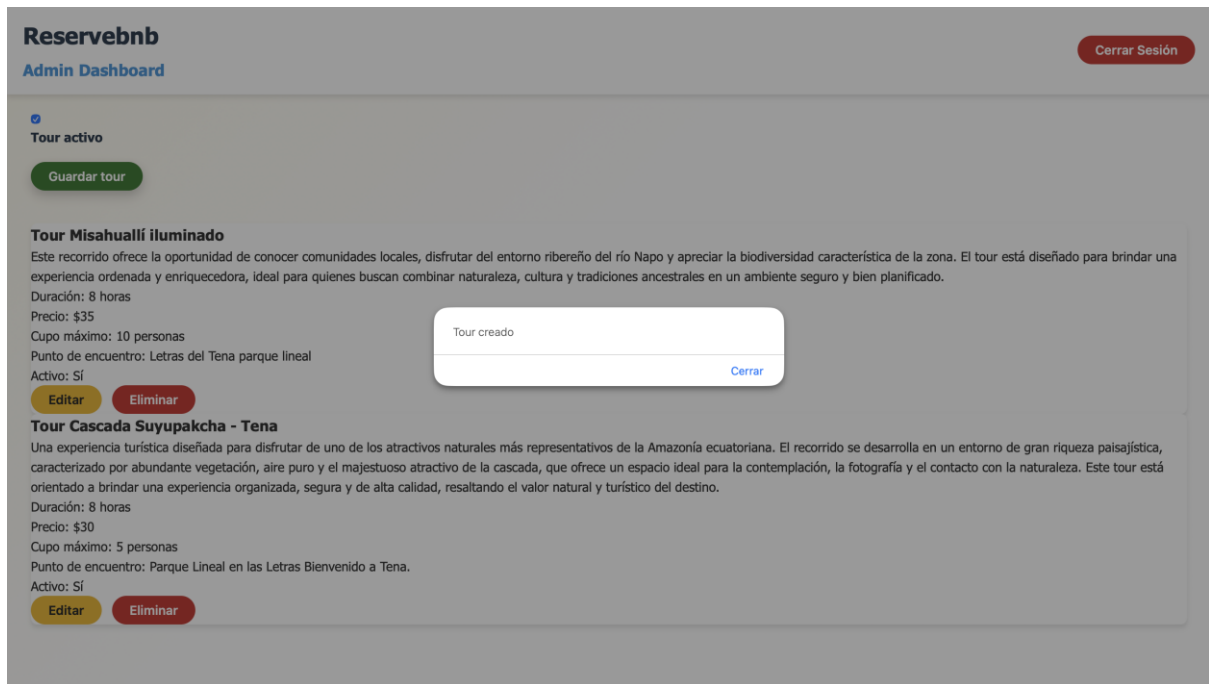 Reservebnb
Admin Dashboard
Cerrar Sesión
Tour activo
Guardar tour
Tour Misahuallí iluminado
Este recorrido ofrece la oportunidad de conocer comunidades locales, disfrutar del entorno ribereño del río Napo y apreciar la biodiversidad característica de la zona. El tour está diseñado para brindar una
experiencia ordenada y enriquecedora, ideal para quienes buscan combinar naturaleza, cultura y tradiciones ancestrales en un ambiente seguro y bien planificado.
Duración: 8 horas
Precio: $35
Cupo máximo: 10 personas
Punto de encuentro: Letras del Tena parque lineal
Activo: Sí
Editar Eliminar
Tour creado
Cerrar
Tour Cascada Suyupakcha - Tena
Una experiencia turística diseñada para disfrutar de uno de los atractivos naturales más representativos de la Amazonía ecuatoriana. El recorrido se desarrolla en un entorno de gran riqueza paisajística,
caracterizado por abundante vegetación, aire puro y el majestuoso atractivo de la cascada, que ofrece un espacio ideal para la contemplación, la fotografía y el contacto con la naturaleza. Este tour está
orientado a brindar una experiencia organizada, segura y de alta calidad, resaltando el valor natural y turístico del destino.
Duración: 8 horas
Precio: $30
Cupo máximo: 5 personas
Punto de encuentro: Parque Lineal en las Letras Bienvenido a Tena.
Activo: Sí
Editar Eliminar